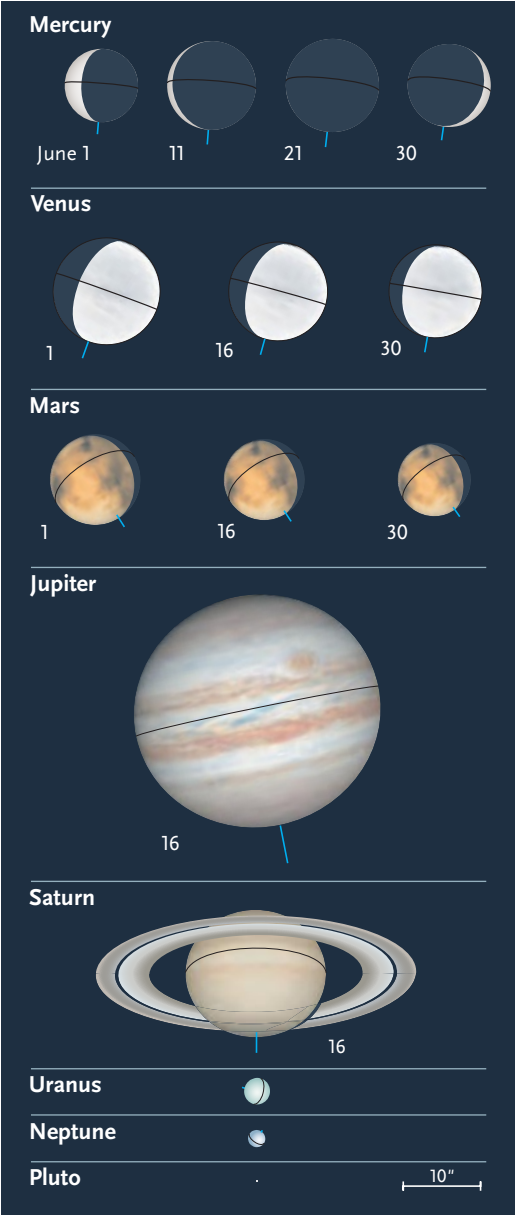 Mercury
June 1 11 21 30
Venus
1 16 30
Mars
1 16 30
Jupiter
16
Saturn
16
Uranus
Neptune
Pluto
10"